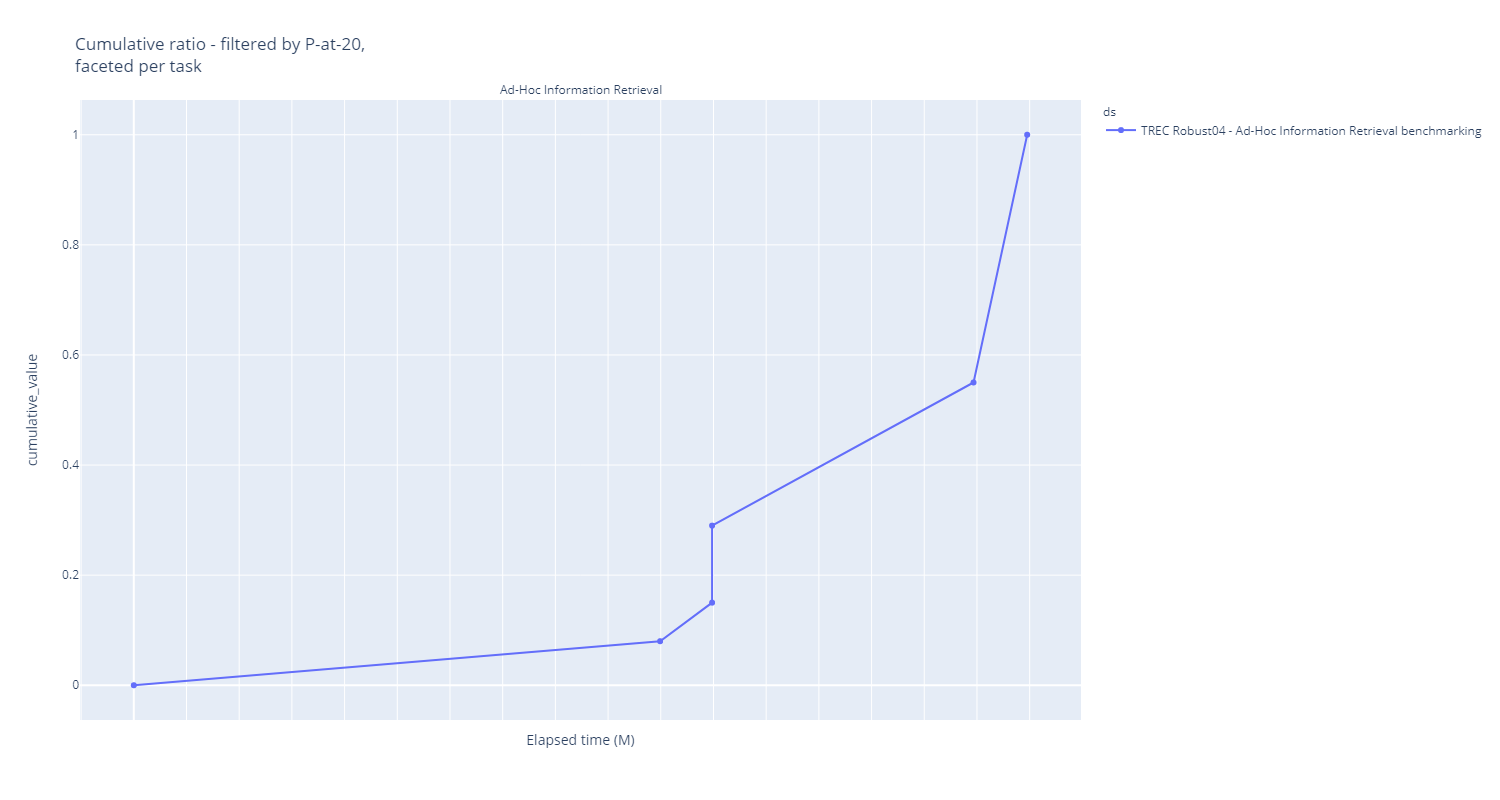 Cumulative ratio - filtered by P-at-20,
faceted per task
Ad-Hoc Information Retrieval
ds
TREC Robust04 - Ad-Hoc Information Retrieval benchmarking
1
0.8
0.6
0.4
0.2
0
cumulative_value
Elapsed time (M)